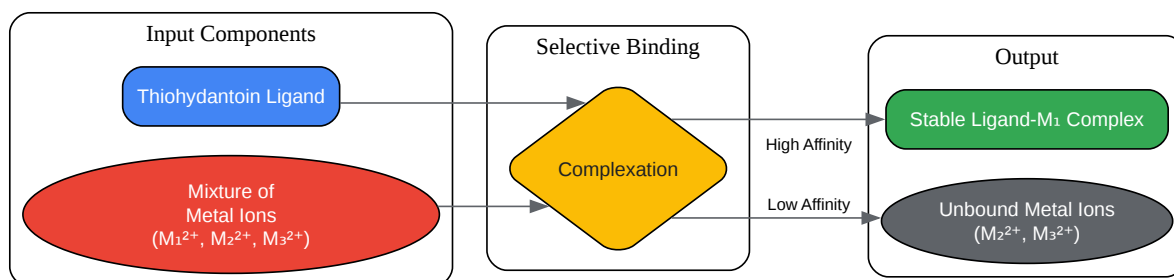 Input Components
Thiohydantoin Ligand
Mixture of
Metal Ions
(M₁²⁺, M₂²⁺, M₃²⁺)
Selective Binding
Complexation
High Affinity
Low Affinity
Output
Stable Ligand-M₁ Complex
Unbound Metal Ions
(M₂²⁺, M₃²⁺)